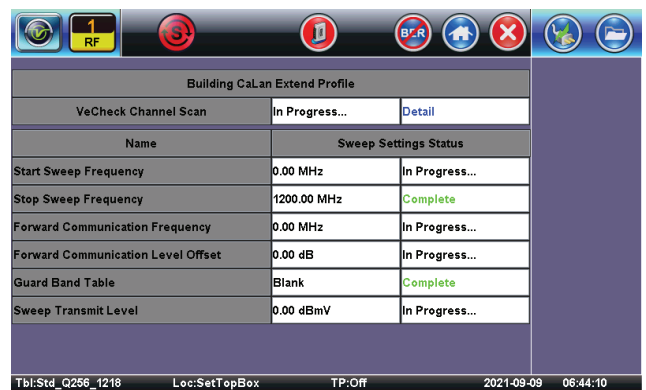 1
RF
S
BER
Building CaLan Extend Profile
VeCheck Channel Scan In Progress... Detail
Name Sweep Settings Status
Start Sweep Frequency 0.00 MHz In Progress...
Stop Sweep Frequency 1200.00 MHz Complete
Forward Communication Frequency 0.00 MHz In Progress...
Forward Communication Level Offset 0.00 dB In Progress...
Guard Band Table Blank Complete
Sweep Transmit Level 0.00 dBmV In Progress...
Tbl:Std_Q256_1218 Loc:SetTopBox TP:Off 2021-09-09 06:44:10